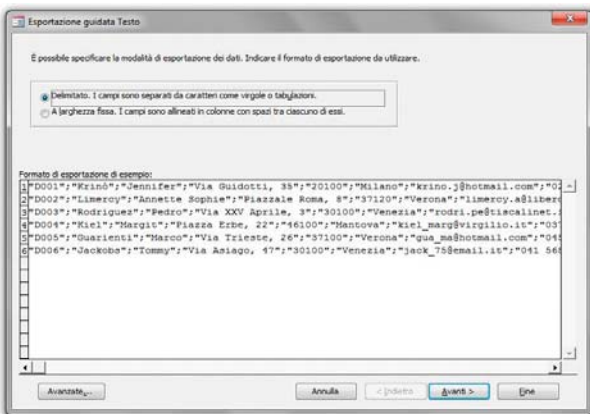 Esportazione guidata Testo
È possibile specificare la modalità di esportazione dei dati. Indicare il formato di esportazione da utilizzare.
Delimitato. I campi sono separati da caratteri come virgole o tabulazioni.
A larghezza fissa. I campi sono allineati in colonne con spazi tra ciascuno di essi.
Formato di esportazione di esempio:
1 "D001";"Krinò";"Jennifer";"Via Guidotti, 35";"20100";"Milano";"krino.j@hotmail.com";"02
2 "D002";"Limercy";"Annette Sophie";"Piazzale Roma, 8";"37120";"Verona";"limercy.a@liber
3 "D003";"Rodriguez";"Pedro";"Via XXV Aprile, 3";"30100";"Venezia";"rodri.pe@tiscalinet.
4 "D004";"Kiel";"Margit";"Piazza Erbe, 22";"46100";"Mantova";"kiel_marg@virgilio.it";"037
5 "D005";"Guarienti";"Marco";"Via Trieste, 26";"37100";"Verona";"gua_ma@hotmail.com";"045
6 "D006";"Jackobs";"Tommy";"Via Asiago, 47";"30100";"Venezia";"jack_75@email.it";"041 565
Avanzate... Annulla < Indietro Avanti > Fine